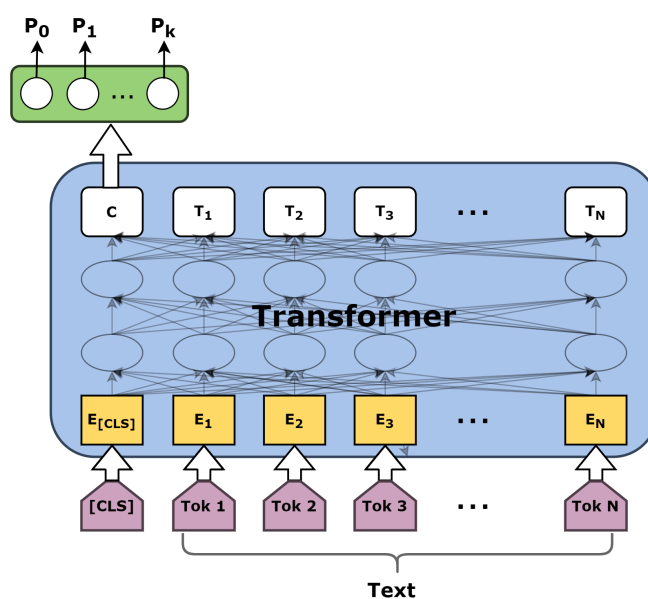 P0 P1 Pk
...
C T1 T2 T3 ... TN
Transformer
E[CLS] E1 E2 E3 ... EN
[CLS] Tok 1 Tok 2 Tok 3 ... Tok N
Text